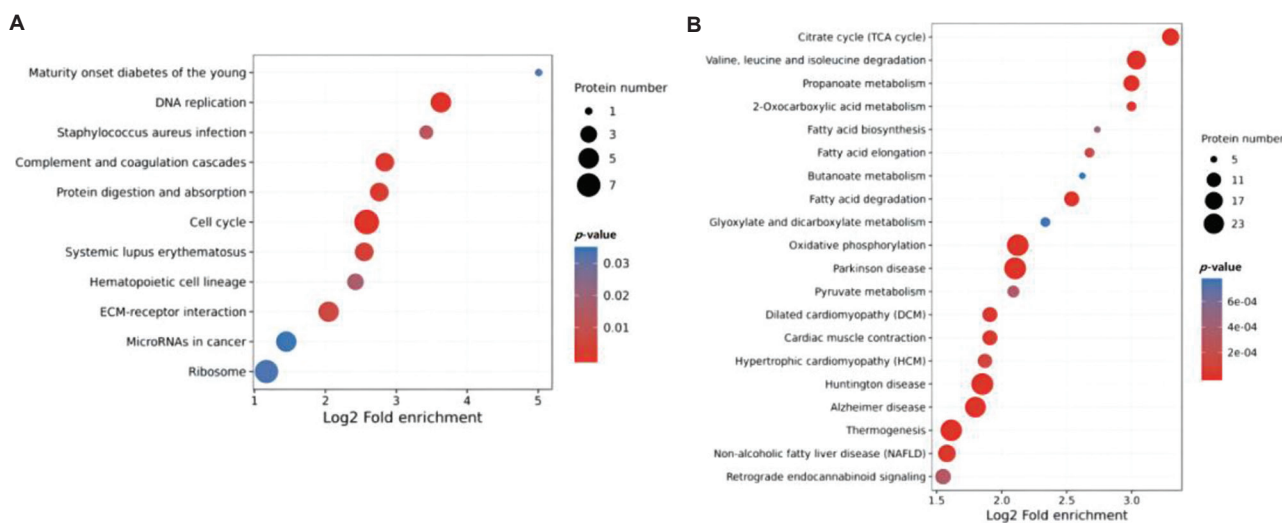 A
Maturity onset diabetes of the young
DNA replication
Staphylococcus aureus infection
Complement and coagulation cascades
Protein digestion and absorption
Cell cycle
Systemic lupus erythematosus
Hematopoietic cell lineage
ECM-receptor interaction
MicroRNAs in cancer
Ribosome
1 2 3 4 5
Log2 Fold enrichment
Protein number
1
3
5
7
p-value
0.03
0.02
0.01
B
Citrate cycle (TCA cycle)
Valine, leucine and isoleucine degradation
Propanoate metabolism
2-Oxocarboxylic acid metabolism
Fatty acid biosynthesis
Fatty acid elongation
Butanoate metabolism
Fatty acid degradation
Glyoxylate and dicarboxylate metabolism
Oxidative phosphorylation
Parkinson disease
Pyruvate metabolism
Dilated cardiomyopathy (DCM)
Cardiac muscle contraction
Hypertrophic cardiomyopathy (HCM)
Huntington disease
Alzheimer disease
Thermogenesis
Non-alcoholic fatty liver disease (NAFLD)
Retrograde endocannabinoid signaling
1.5 2.0 2.5 3.0
Log2 Fold enrichment
Protein number
5
11
17
23
p-value
6e-04
4e-04
2e-04